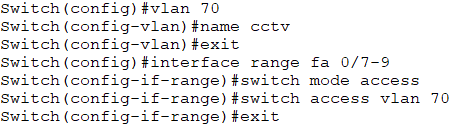 Switch(config)#vlan 70
Switch(config-vlan)#name cctv
Switch(config-vlan)#exit
Switch(config)#interface range fa 0/7-9
Switch(config-if-range)#switch mode access
Switch(config-if-range)#switch access vlan 70
Switch(config-if-range)#exit